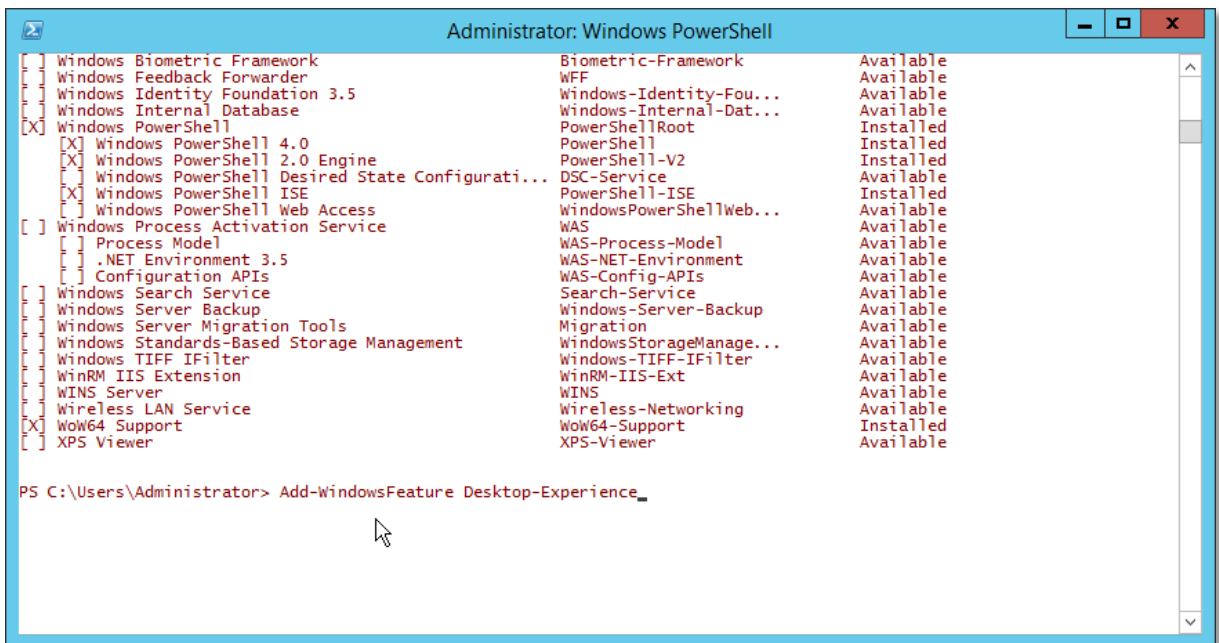 Administrator: Windows PowerShell
[ ] Windows Biometric Framework Biometric-Framework Available
[ ] Windows Feedback Forwarder WFF Available
[ ] Windows Identity Foundation 3.5 Windows-Identity-Fou... Available
[ ] Windows Internal Database Windows-Internal-Dat... Available
[X] Windows PowerShell PowerShellRoot Installed
[X] Windows PowerShell 4.0 PowerShell Installed
[X] Windows PowerShell 2.0 Engine PowerShell-V2 Installed
[ ] Windows PowerShell Desired State Configurati... DSC-Service Available
[X] Windows PowerShell ISE PowerShell-ISE Installed
[ ] Windows PowerShell Web Access WindowsPowerShellWeb... Available
[ ] Windows Process Activation Service WAS Available
[ ] Process Model WAS-Process-Model Available
[ ] .NET Environment 3.5 WAS-NET-Environment Available
[ ] Configuration APIs WAS-Config-APIs Available
[ ] Windows Search Service Search-Service Available
[ ] Windows Server Backup Windows-Server-Backup Available
[ ] Windows Server Migration Tools Migration Available
[ ] Windows Standards-Based Storage Management WindowsStorageManage... Available
[ ] Windows TIFF IFilter Windows-TIFF-IFilter Available
[ ] WinRM IIS Extension WinRM-IIS-Ext Available
[ ] WINS Server WINS Available
[ ] Wireless LAN Service Wireless-Networking Available
[X] WoW64 Support WoW64-Support Installed
[ ] XPS Viewer XPS-Viewer Available
PS C:\Users\Administrator> Add-WindowsFeature Desktop-Experience_